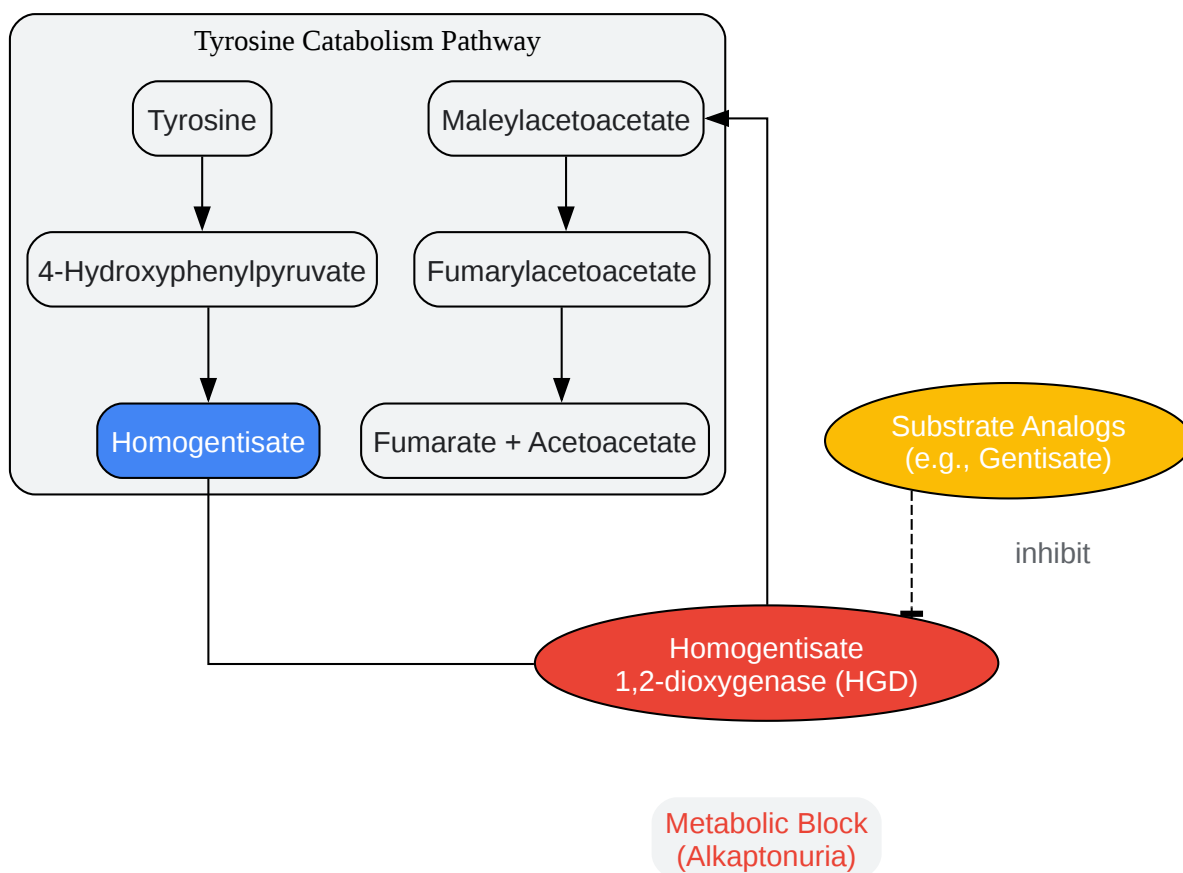 Tyrosine Catabolism Pathway
Tyrosine
Maleylacetoacetate
4-Hydroxyphenylpyruvate
Fumarylacetoacetate
Homogentisate
Fumarate + Acetoacetate
Substrate Analogs
(e.g., Gentisate)
inhibit
Homogentisate
1,2-dioxygenase (HGD)
Metabolic Block
(Alkaptonuria)